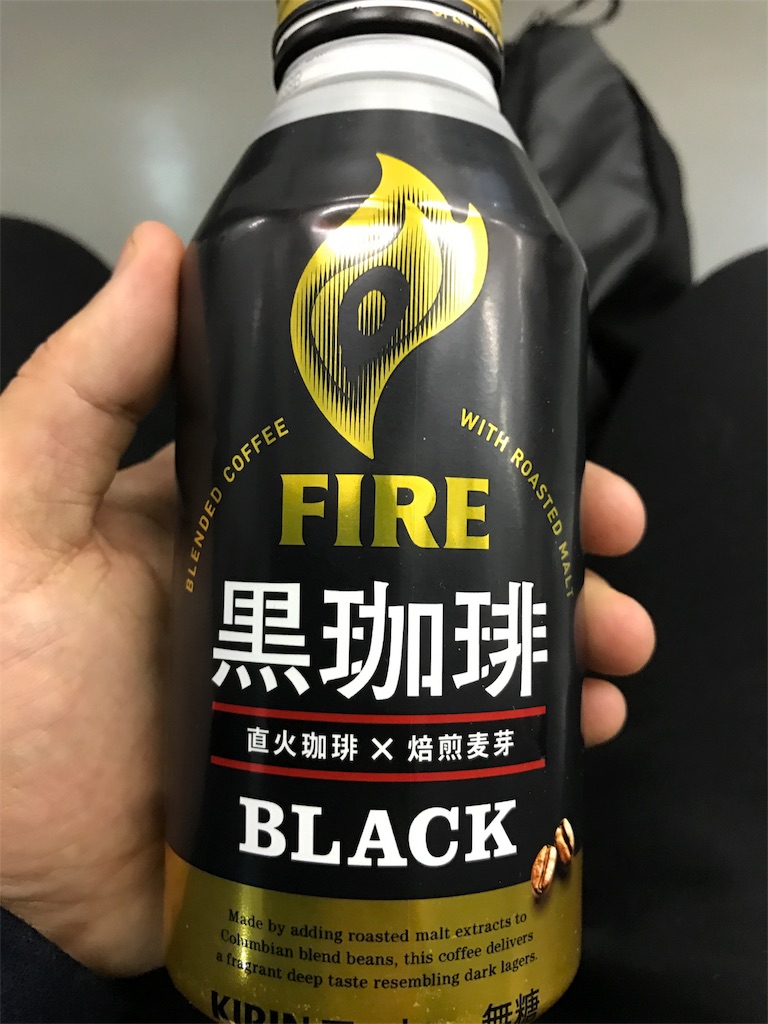 OPEN
BLENDED COFFEE
WITH ROASTED MALT
FIRE
黒珈琲
直火珈琲×焙煎麦芽
BLACK
Made by adding roasted malt extracts to
Columbian blend beans, this coffee delivers
a fragrant deep taste resembling dark lagers.
KIRIN
無糖